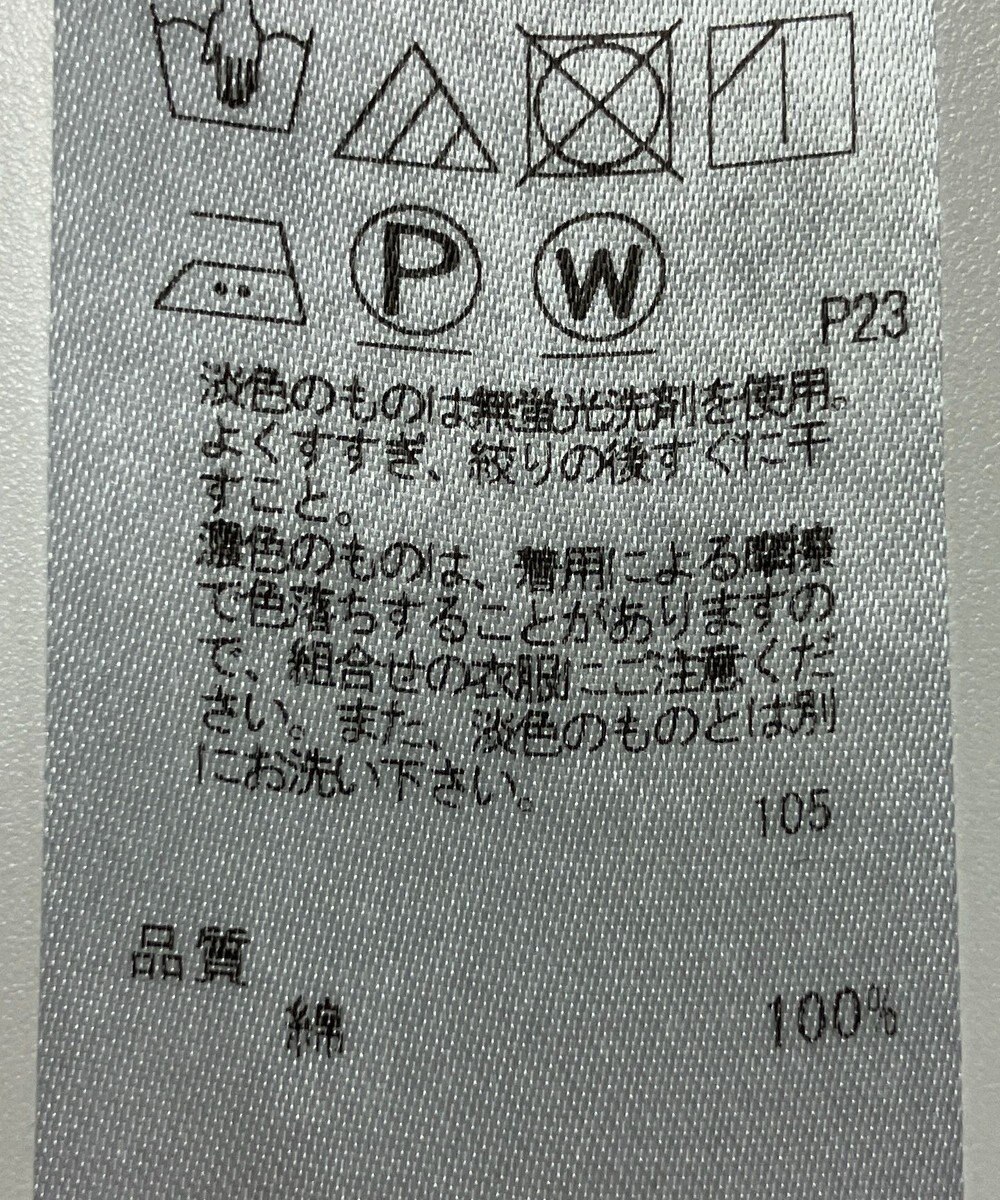 P W
P23
淡色のものは無蛍光洗剤を使用。
よくすすぎ、絞りの後すぐに干
すこと。
濃色のものは、着用による摩擦
で色落ちすることがありますの
で、組合せの衣服にご注意くだ
さい。また、淡色のものとは別
にお洗い下さい。
105
品質
綿 100%